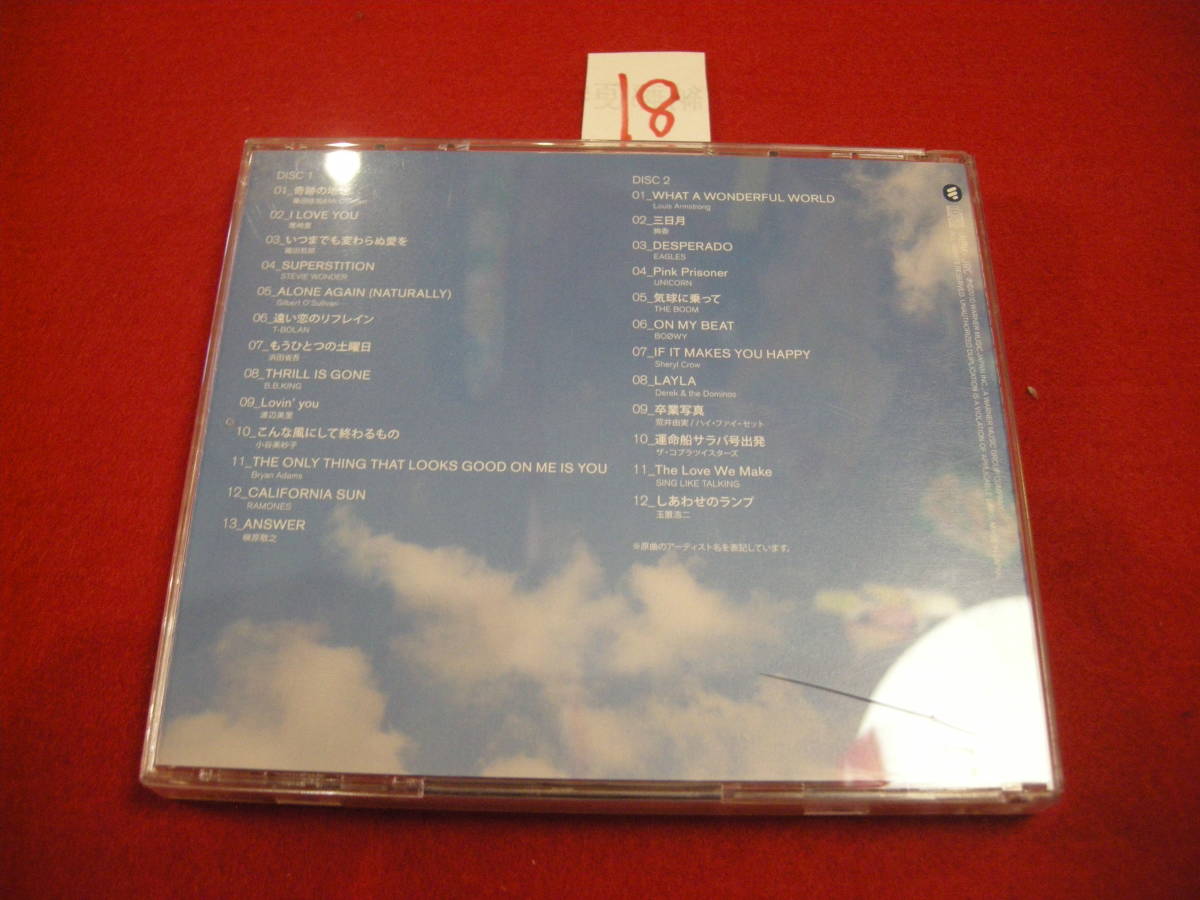 18
DISC 1
01_奇跡の地
02_I LOVE YOU
尾崎豊
03_いつまでも変わらぬ愛を
織田哲郎
04_SUPERSTITION
STEVIE WONDER
05_ALONE AGAIN (NATURALLY)
Gilbert O'Sullivan
06_遠い恋のリフレイン
T-BOLAN
07_もうひとつの土曜日
浜田省吾
08_THRILL IS GONE
B.B.KING
09_Lovin' you
渡辺美里
10_こんな風にして終わるもの
小谷美紗子
11_THE ONLY THING THAT LOOKS GOOD ON ME IS YOU
Bryan Adams
12_CALIFORNIA SUN
RAMONES
13_ANSWER
槇原敬之
DISC 2
01_WHAT A WONDERFUL WORLD
Louis Armstrong
02_三日月
絢香
03_DESPERADO
EAGLES
04_Pink Prisoner
UNICORN
05_気球に乗って
THE BOOM
06_ON MY BEAT
BOØWY
07_IF IT MAKES YOU HAPPY
Sheryl Crow
08_LAYLA
Derek & the Dominos
09_卒業写真
荒井由実 / ハイ・ファイ・セット
10_運命船サラバ号出発
ザ・コブラツイスターズ
11_The Love We Make
SING LIKE TALKING
12_しあわせのランプ
玉置浩二
※原曲のアーティスト名を表記しています。